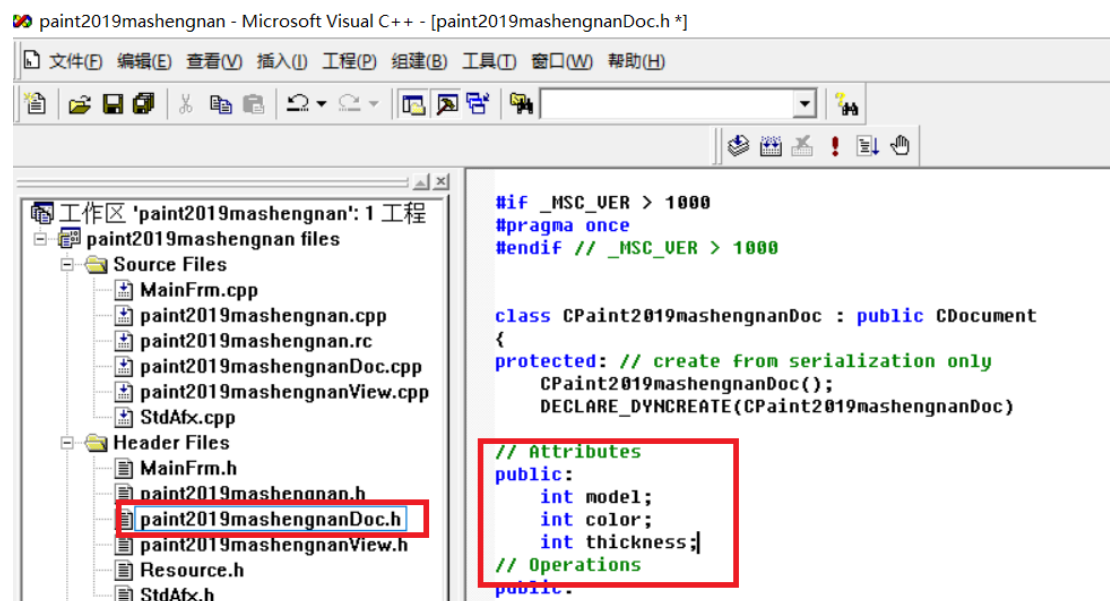 paint2019mashengnan - Microsoft Visual C++ - [paint2019mashengnanDoc.h *]
文件(F) 编辑(E) 查看(V) 插入(I) 工程(P) 组建(B) 工具(T) 窗口(W) 帮助(H)
工作区 'paint2019mashengnan': 1 工程
paint2019mashengnan files
Source Files
MainFrm.cpp
paint2019mashengnan.cpp
paint2019mashengnan.rc
paint2019mashengnanDoc.cpp
paint2019mashengnanView.cpp
StdAfx.cpp
Header Files
MainFrm.h
paint2019mashengnan.h
paint2019mashengnanDoc.h
paint2019mashengnanView.h
Resource.h
StdAfx.h
#if _MSC_VER > 1000
#pragma once
#endif // _MSC_VER > 1000
class CPaint2019mashengnanDoc : public CDocument
{
protected: // create from serialization only
CPaint2019mashengnanDoc();
DECLARE_DYNCREATE(CPaint2019mashengnanDoc)
// Attributes
public:
int model;
int color;
int thickness;
// Operations
public: